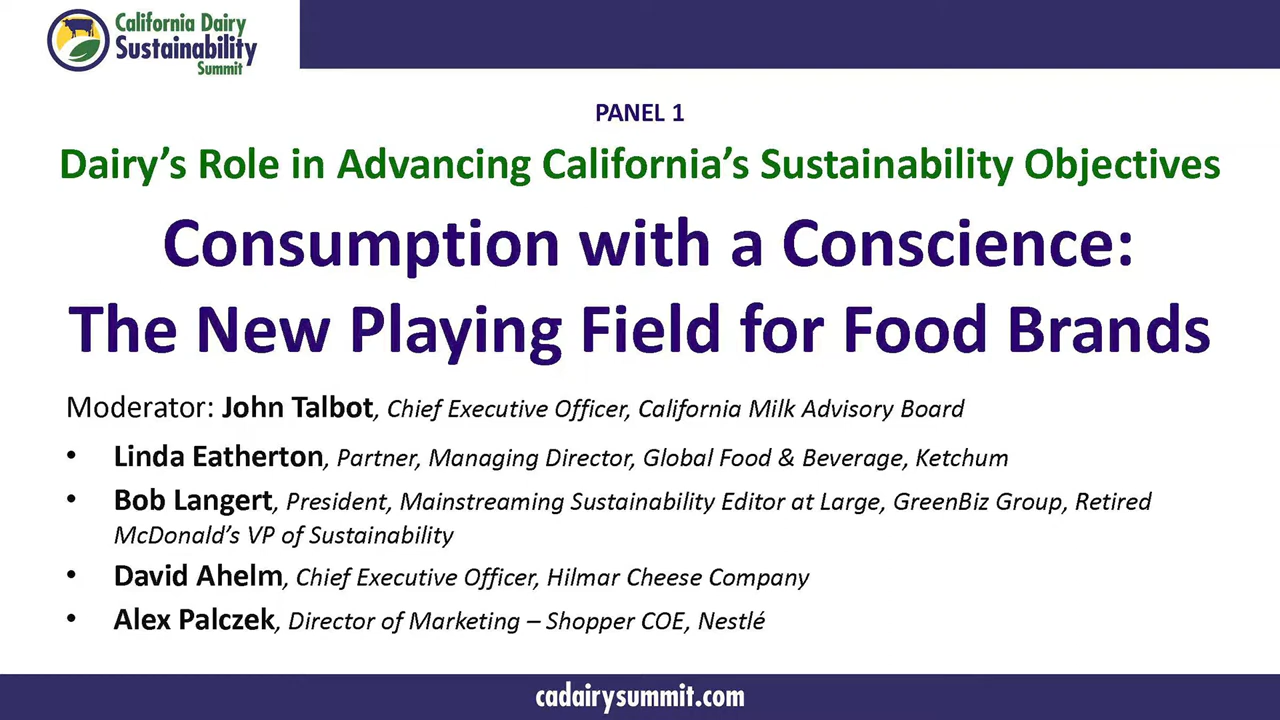 California Dairy
Sustainability
Summit
PANEL 1
Dairy’s Role in Advancing California’s Sustainability Objectives
Consumption with a Conscience:
The New Playing Field for Food Brands
Moderator: John Talbot, Chief Executive Officer, California Milk Advisory Board
• Linda Eatherton, Partner, Managing Director, Global Food & Beverage, Ketchum
• Bob Langert, President, Mainstreaming Sustainability Editor at Large, GreenBiz Group, Retired
McDonald’s VP of Sustainability
• David Ahelm, Chief Executive Officer, Hilmar Cheese Company
• Alex Palczek, Director of Marketing – Shopper COE, Nestlé
cadairysummit.com